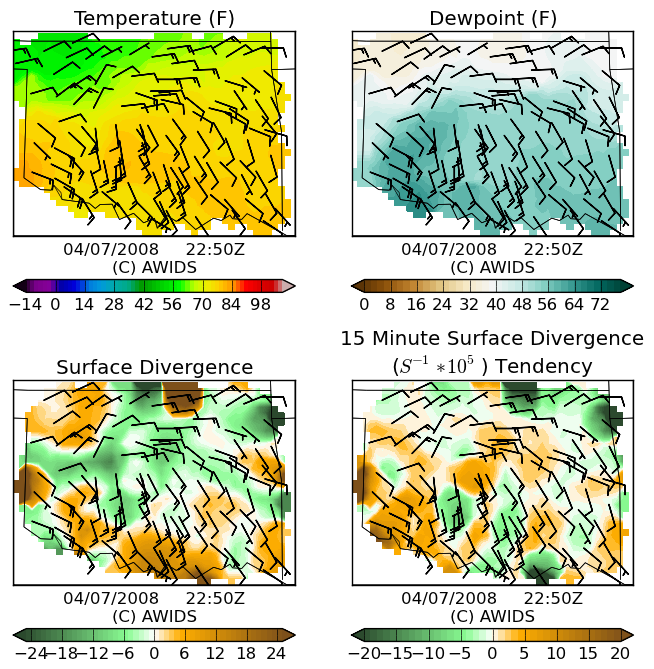 Temperature (F)
Dewpoint (F)
04/07/2008 22:50Z
(C) AWIDS
04/07/2008 22:50Z
(C) AWIDS
−14 0 14 28 42 56 70 84 98
0 8 16 24 32 40 48 56 64 72
Surface Divergence
15 Minute Surface Divergence
(S⁻¹ *10⁵ ) Tendency
04/07/2008 22:50Z
(C) AWIDS
04/07/2008 22:50Z
(C) AWIDS
−24 −18 −12 −6 0 6 12 18 24
−20 −15 −10 −5 0 5 10 15 20